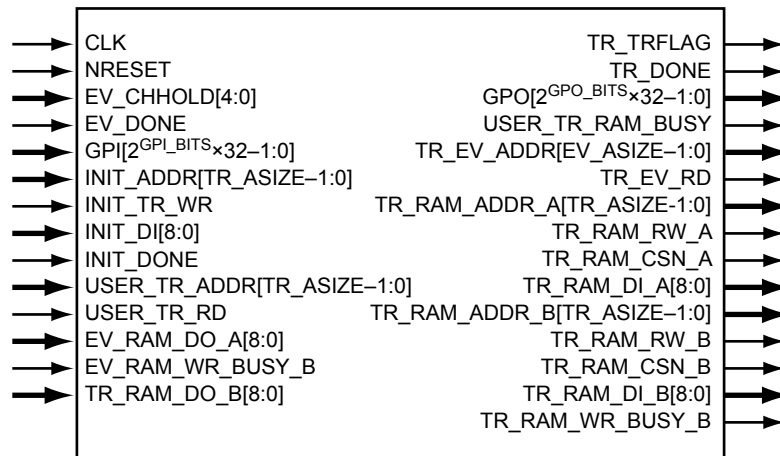 CLK
NRESET
EV_CHHOLD[4:0]
EV_DONE
GPI[2^GPI_BITS×32–1:0]
INIT_ADDR[TR_ASIZE–1:0]
INIT_TR_WR
INIT_DI[8:0]
INIT_DONE
USER_TR_ADDR[TR_ASIZE–1:0]
USER_TR_RD
EV_RAM_DO_A[8:0]
EV_RAM_WR_BUSY_B
TR_RAM_DO_B[8:0]
TR_TRFLAG
TR_DONE
GPO[2^GPO_BITS×32–1:0]
USER_TR_RAM_BUSY
TR_EV_ADDR[EV_ASIZE–1:0]
TR_EV_RD
TR_RAM_ADDR_A[TR_ASIZE-1:0]
TR_RAM_RW_A
TR_RAM_CSN_A
TR_RAM_DI_A[8:0]
TR_RAM_ADDR_B[TR_ASIZE–1:0]
TR_RAM_RW_B
TR_RAM_CSN_B
TR_RAM_DI_B[8:0]
TR_RAM_WR_BUSY_B